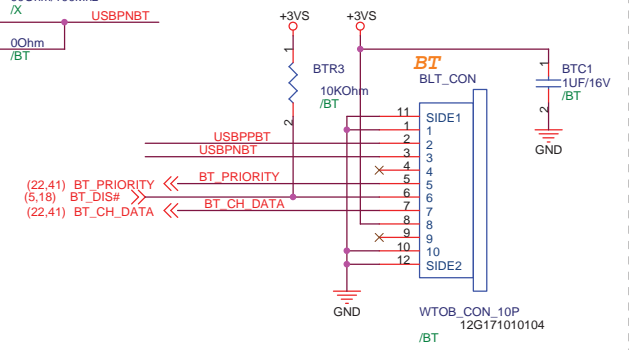 /X
USBPNBT
0Ohm
/BT
+3VS
+3VS
1
BTR3
10KOhm
/BT
2
BT
BLT_CON
1
BTC1
1UF/16V
/BT
2
GND
11 SIDE1
1 1
USBPPBT 2 2
USBPNBT 3 3
4 4
(22,41) BT_PRIORITY BT_PRIORITY 5 5
(5,18) BT_DIS# 6 6
(22,41) BT_CH_DATA BT_CH_DATA 7 7
8 8
9 9
10 10
12 SIDE2
GND
WTOB_CON_10P
12G171010104
/BT